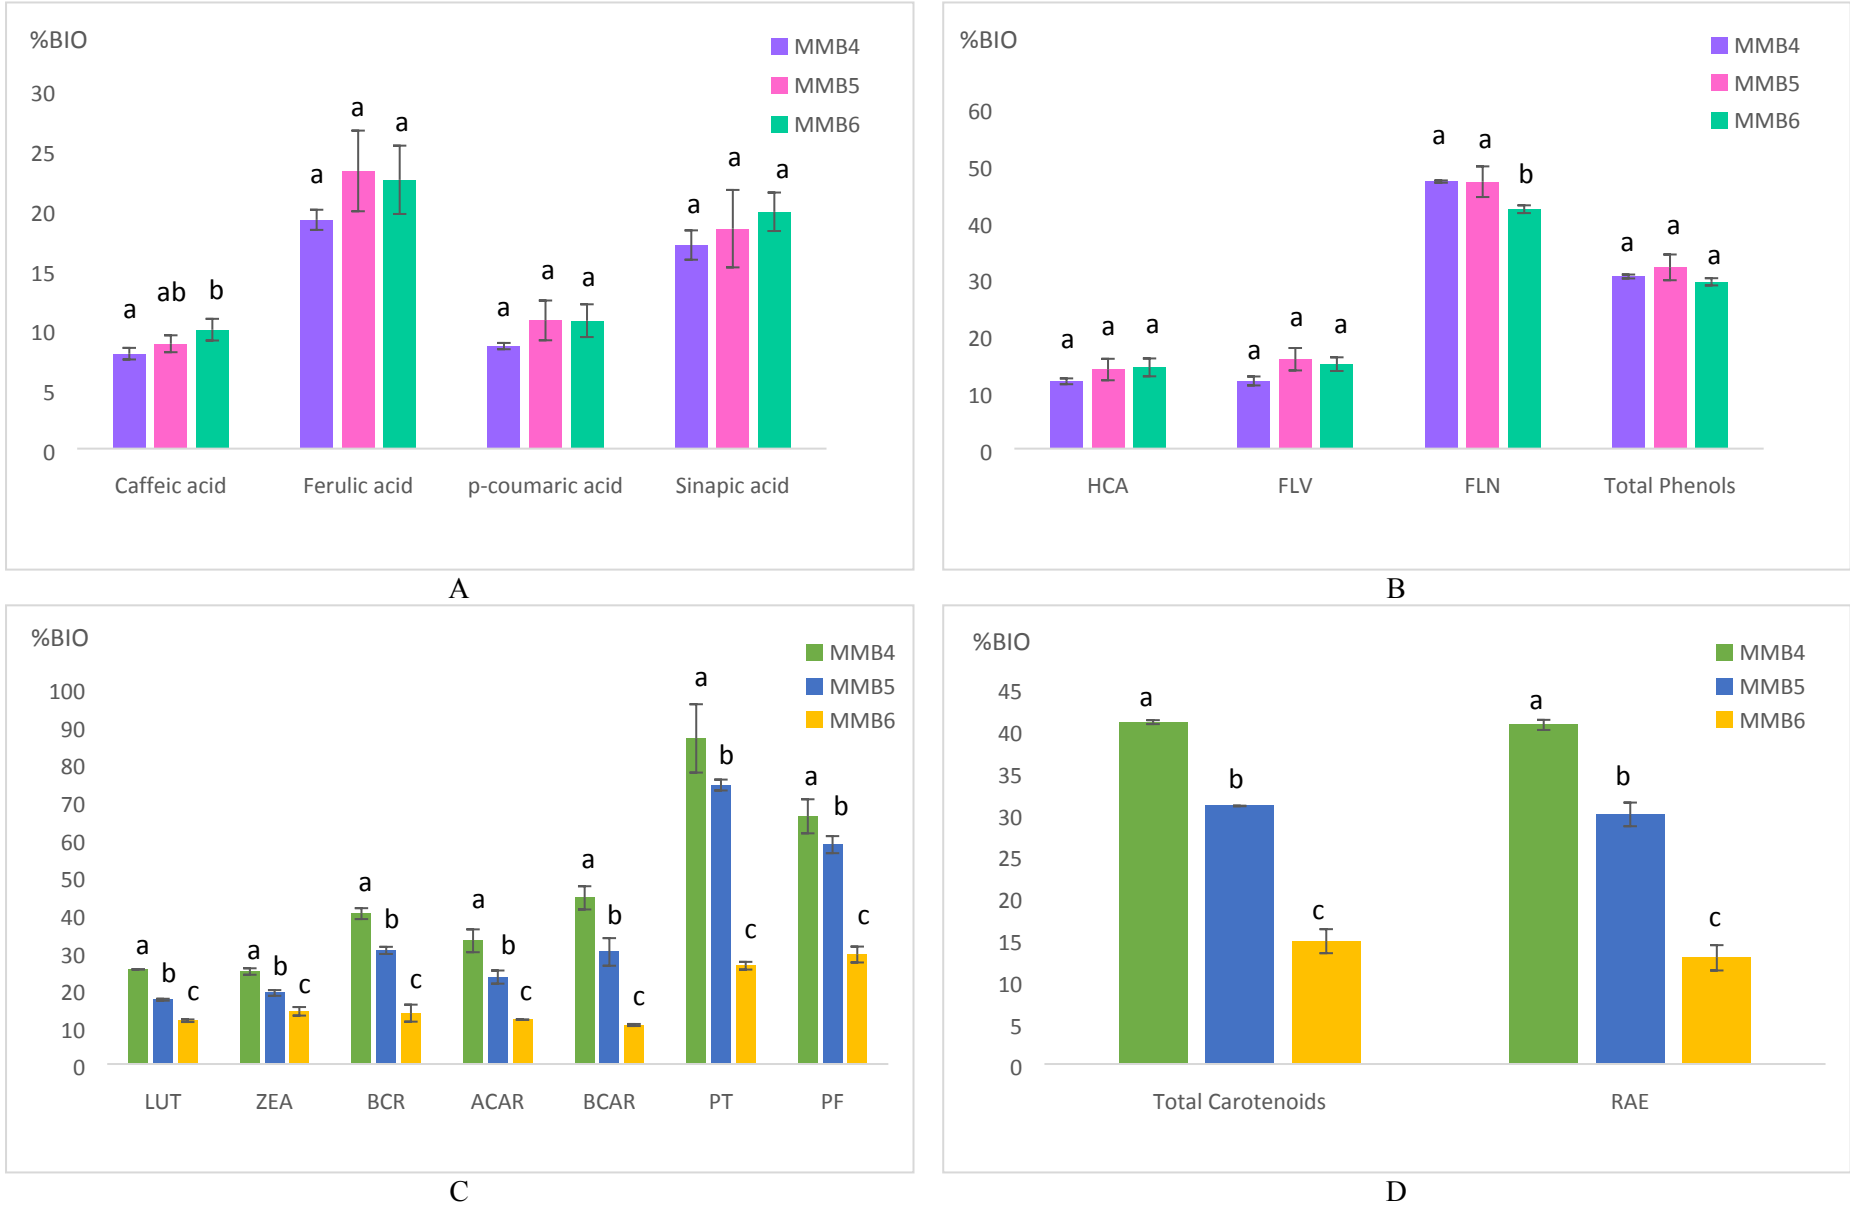 %BIO
MMB4
MMB5
MMB6
30
25
20
15
10
5
0
a
ab
b
a
a
a
a
a
a
a
a
a
Caffeic acid
Ferulic acid
p-coumaric acid
Sinapic acid
A
%BIO
MMB4
MMB5
MMB6
60
50
40
30
20
10
0
a
a
a
a
a
a
a
a
b
a
a
a
HCA
FLV
FLN
Total Phenols
B
%BIO
MMB4
MMB5
MMB6
100
90
80
70
60
50
40
30
20
10
0
a
b
c
a
b
c
a
b
c
a
b
c
a
b
c
a
b
c
a
b
c
LUT
ZEA
BCR
ACAR
BCAR
PT
PF
C
%BIO
MMB4
MMB5
MMB6
45
40
35
30
25
20
15
10
5
0
a
b
c
a
b
c
Total Carotenoids
RAE
D